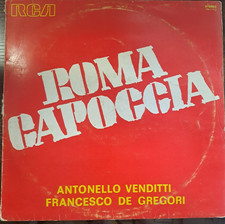 RCA
ROMA
CAPOCCIA
ANTONELLO VENDITTI
FRANCESCO DE GREGORI